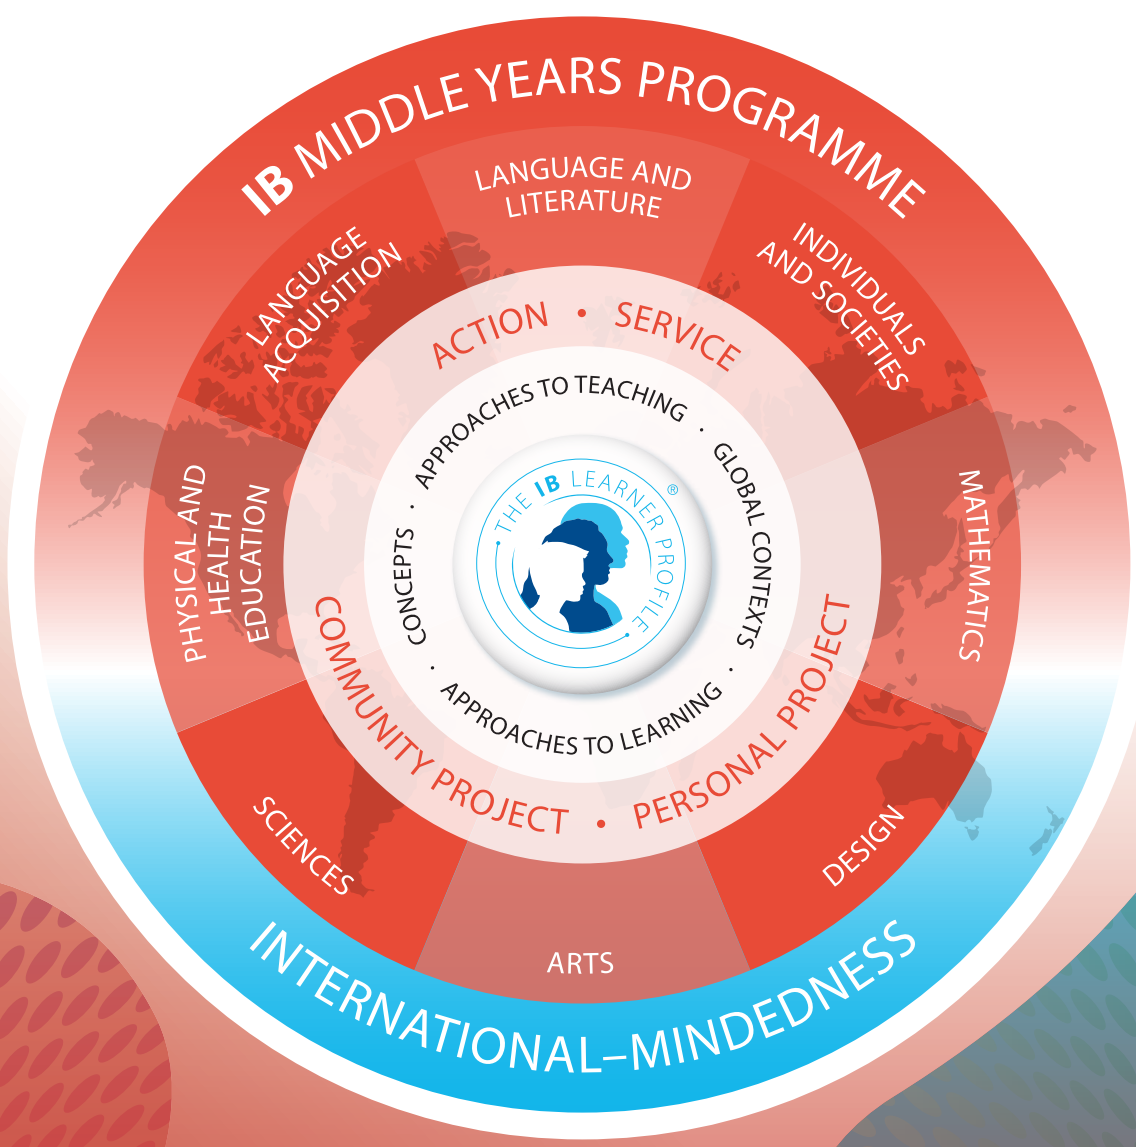 IB MIDDLE YEARS PROGRAMME
LANGUAGE AND
LITERATURE
INDIVIDUALS
AND SOCIETIES
MATHEMATICS
DESIGN
ARTS
SCIENCES
PHYSICAL AND
HEALTH
EDUCATION
LANGUAGE
ACQUISITION
ACTION • SERVICE
COMMUNITY PROJECT • PERSONAL PROJECT
APPROACHES TO TEACHING · GLOBAL CONTEXTS ·
APPROACHES TO LEARNING · CONCEPTS ·
THE IB LEARNER PROFILE ®
INTERNATIONAL–MINDEDNESS